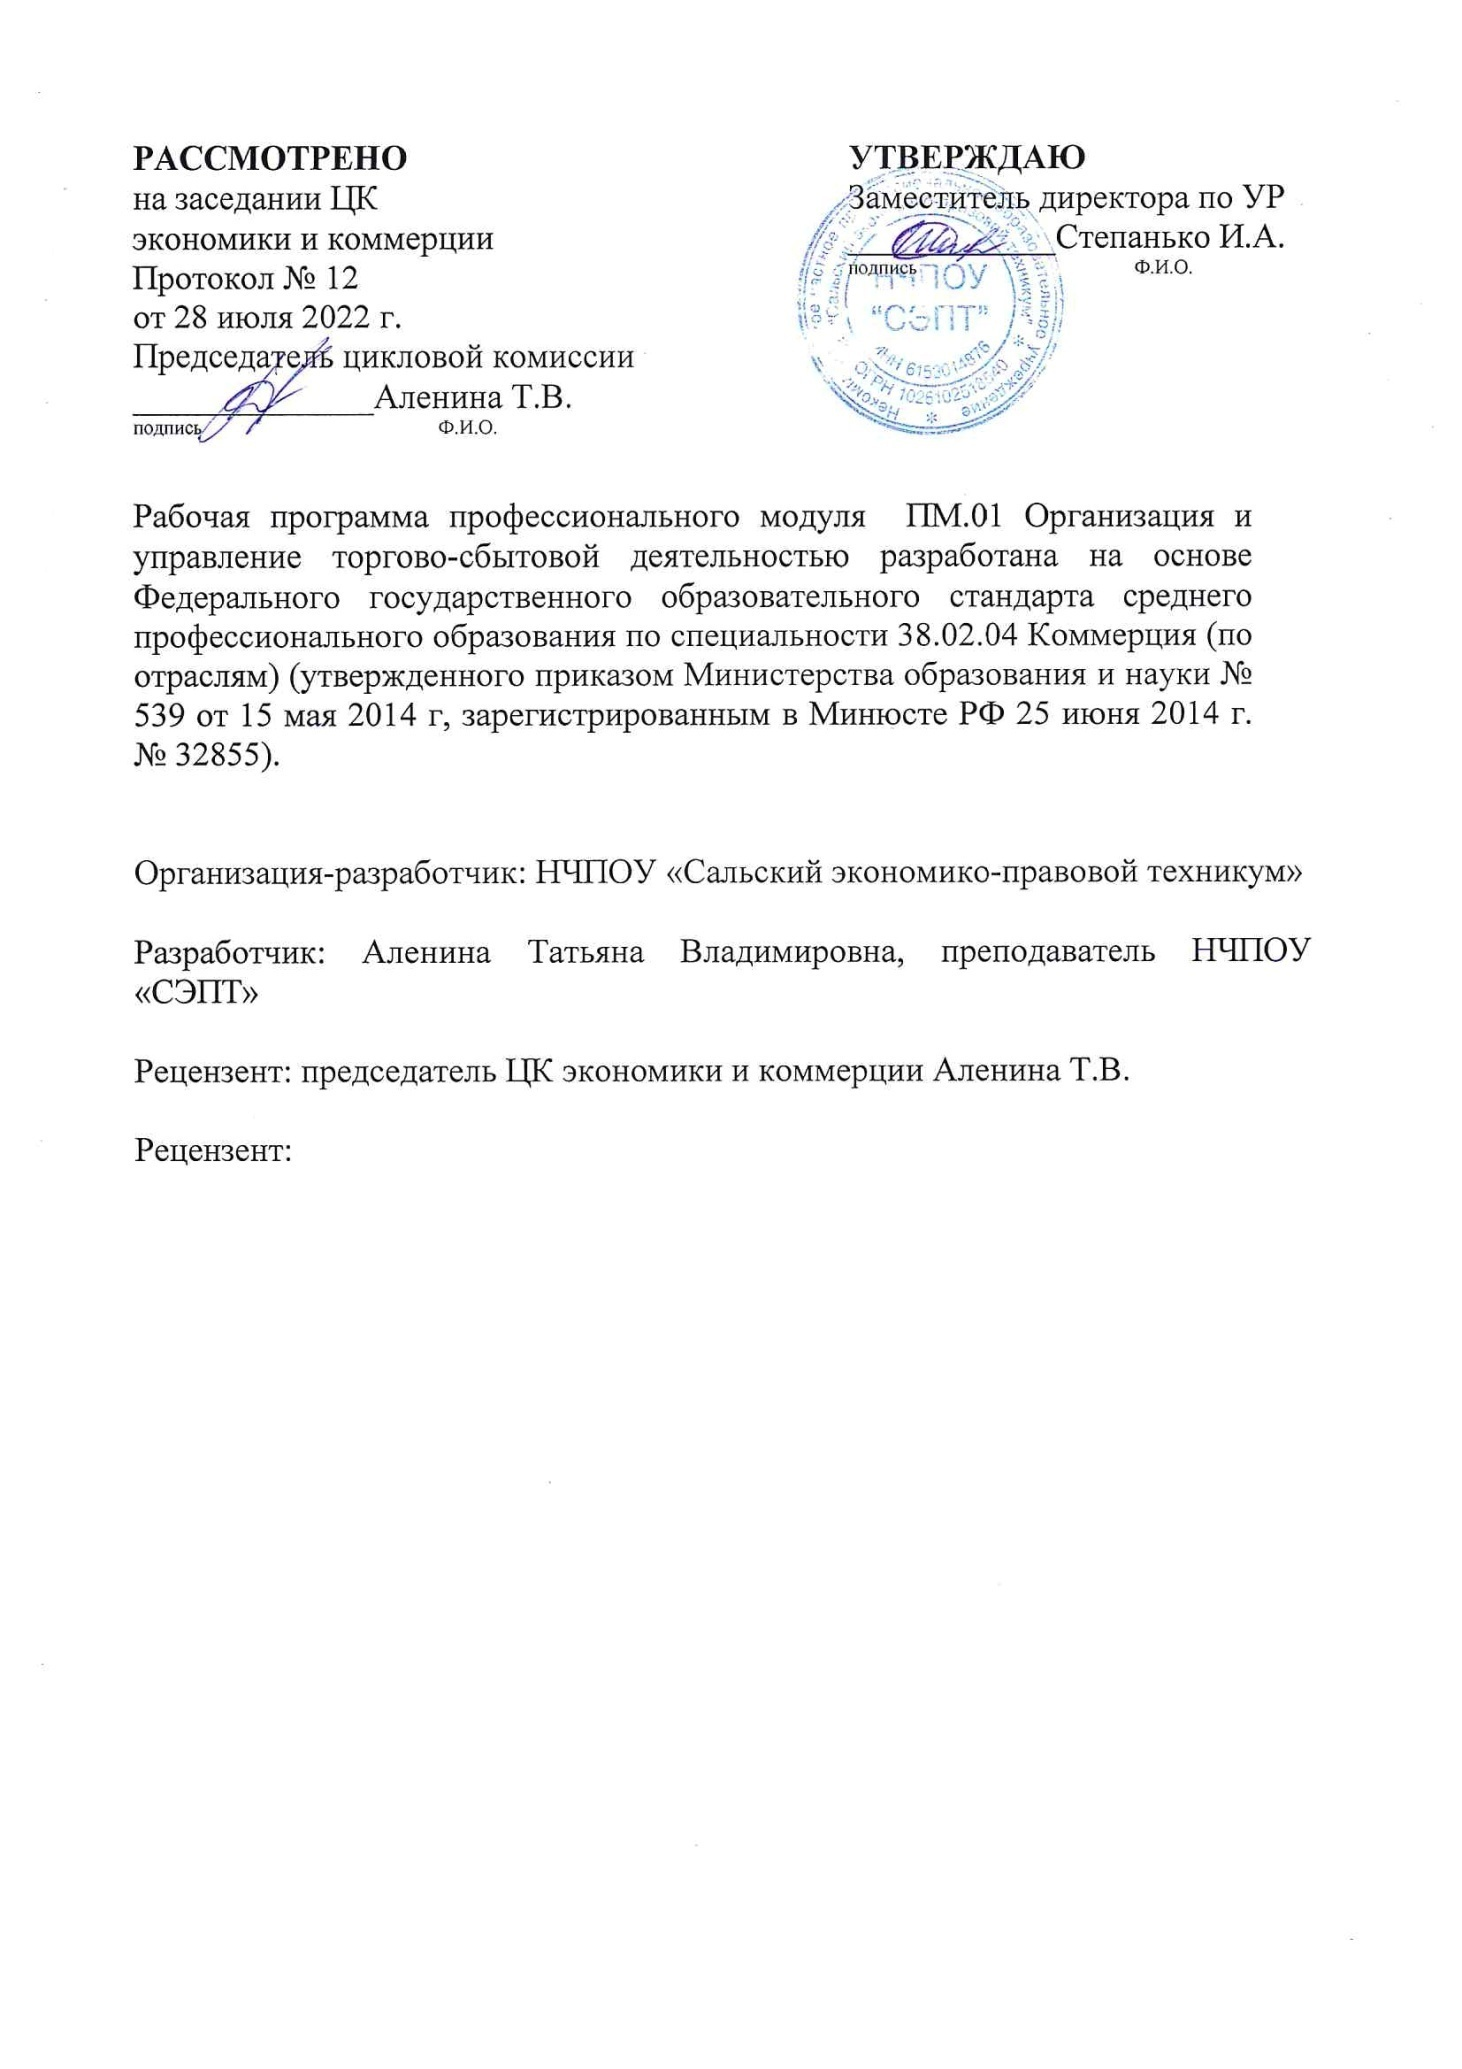 РАССМОТРЕНО
на заседании ЦК
экономики и коммерции
Протокол № 12
от 28 июля 2022 г.
Председатель цикловой комиссии
______________Аленина Т.В.
подпись Ф.И.О.
УТВЕРЖДАЮ
Заместитель директора по УР
____________Степанько И.А.
подпись Ф.И.О.
НЧПОУ
“СЭПТ”
Рабочая программа профессионального модуля ПМ.01 Организация и
управление торгово-сбытовой деятельностью разработана на основе
Федерального государственного образовательного стандарта среднего
профессионального образования по специальности 38.02.04 Коммерция (по
отраслям) (утвержденного приказом Министерства образования и науки №
539 от 15 мая 2014 г, зарегистрированным в Минюсте РФ 25 июня 2014 г.
№ 32855).
Организация-разработчик: НЧПОУ «Сальский экономико-правовой техникум»
Разработчик: Аленина Татьяна Владимировна, преподаватель НЧПОУ
«СЭПТ»
Рецензент: председатель ЦК экономики и коммерции Аленина Т.В.
Рецензент: